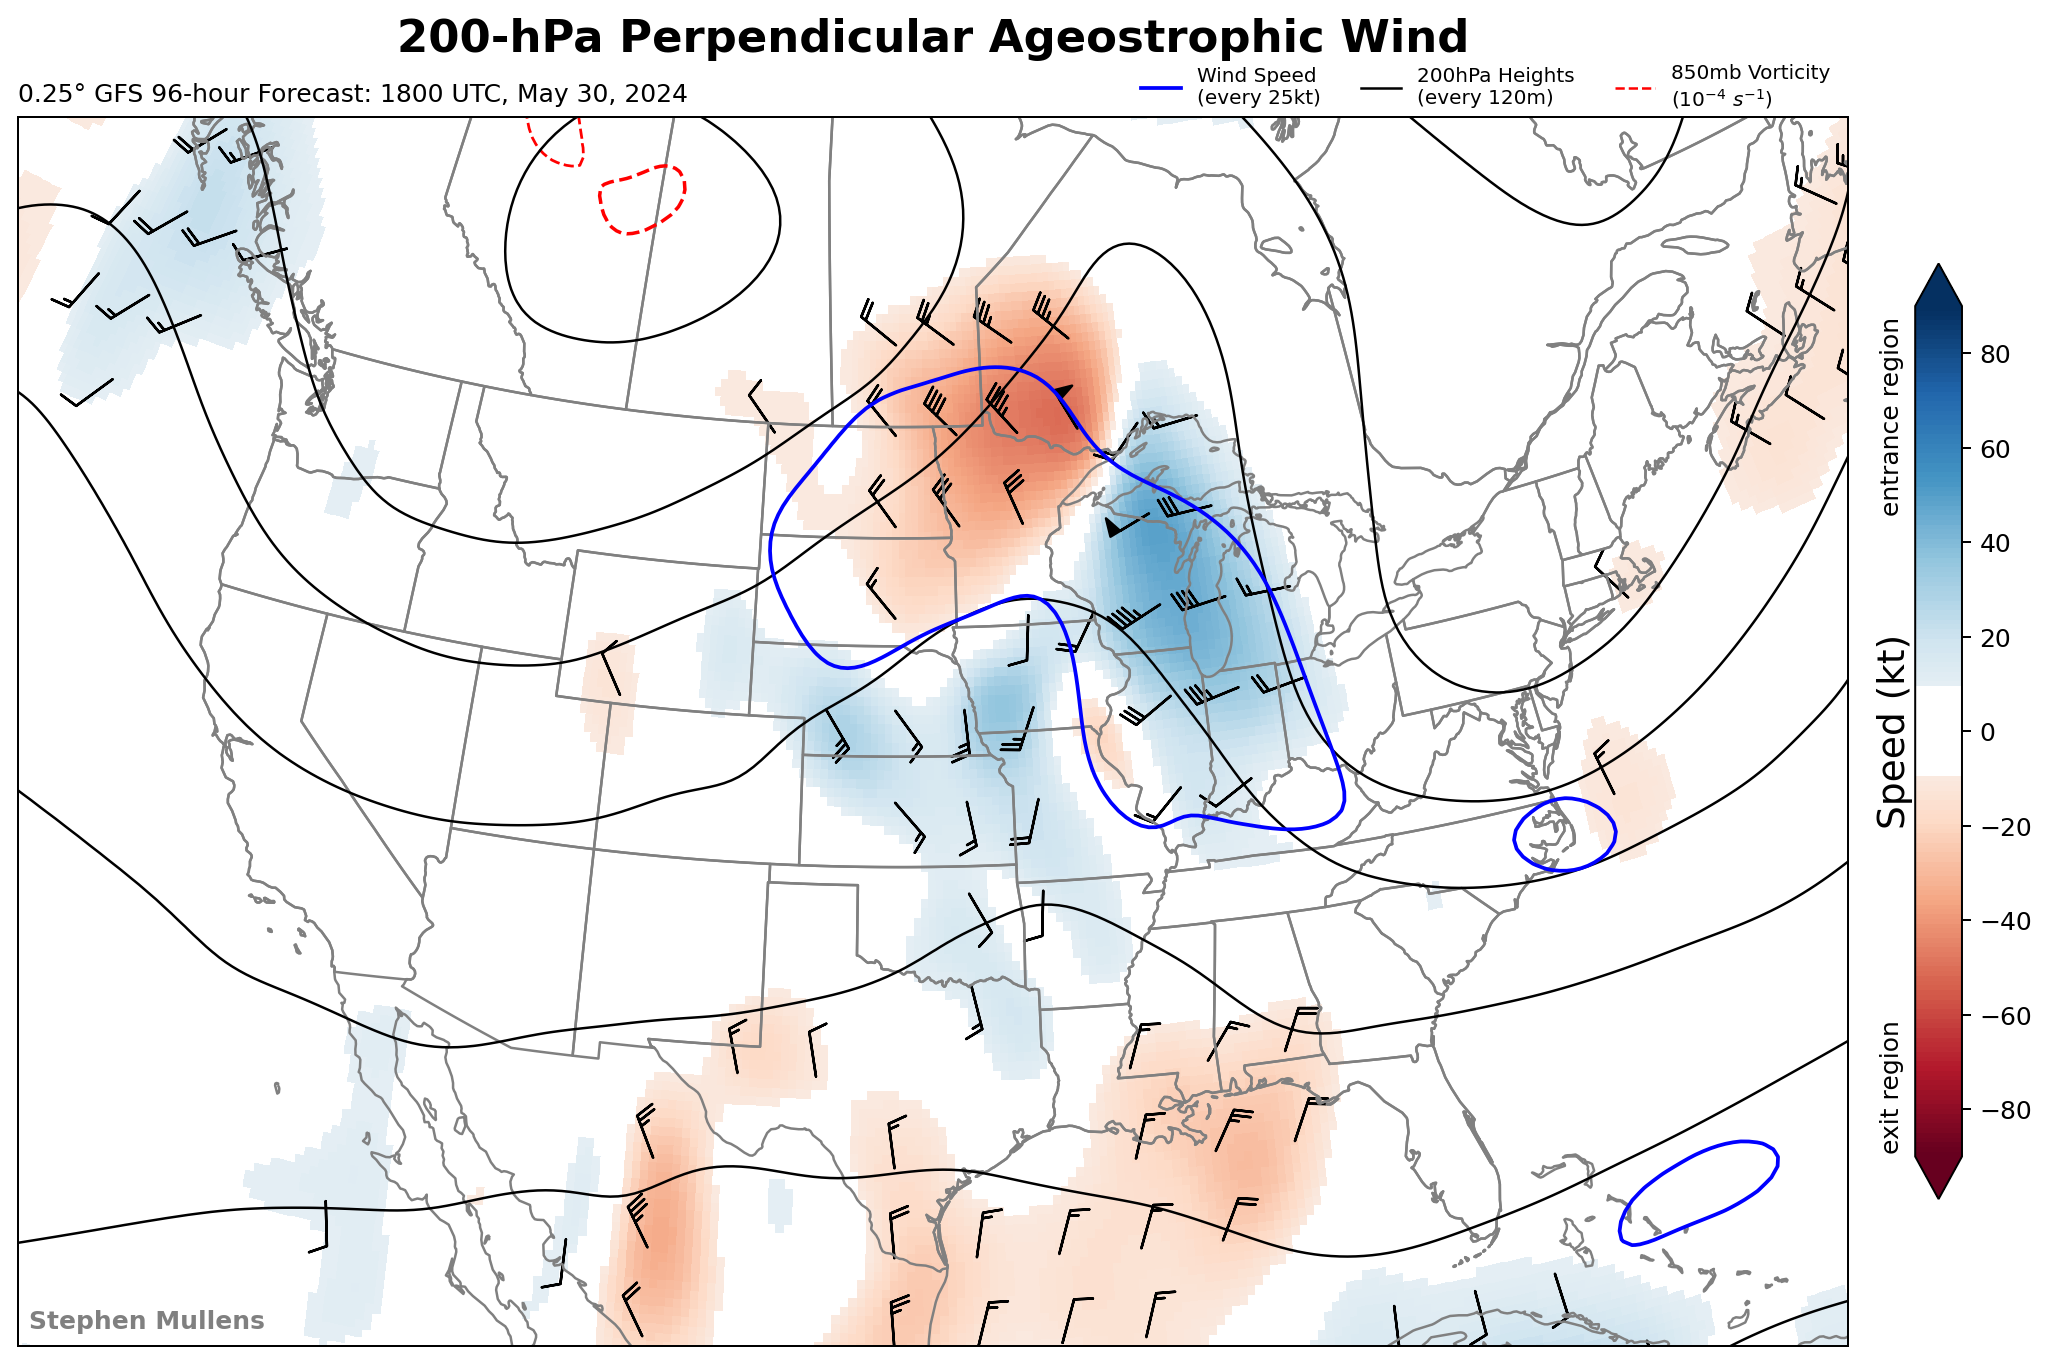 200-hPa Perpendicular Ageostrophic Wind
0.25° GFS 96-hour Forecast: 1800 UTC, May 30, 2024
Wind Speed
(every 25kt)
200hPa Heights
(every 120m)
850mb Vorticity
(10⁻⁴ s⁻¹)
entrance region
exit region
Speed (kt)
80
60
40
20
0
−20
−40
−60
−80
Stephen Mullens